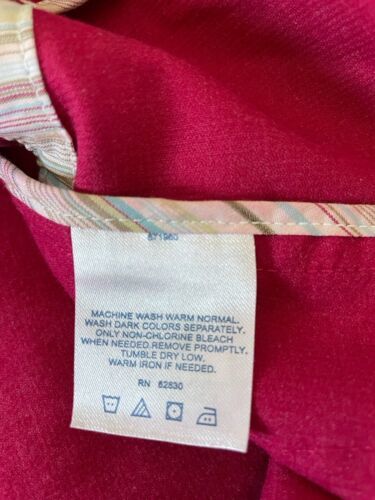 MACHINE WASH WARM NORMAL.
WASH DARK COLORS SEPARATELY.
ONLY NON-CHLORINE BLEACH
WHEN NEEDED.REMOVE PROMPTLY.
TUMBLE DRY LOW.
WARM IRON IF NEEDED.
RN 62830